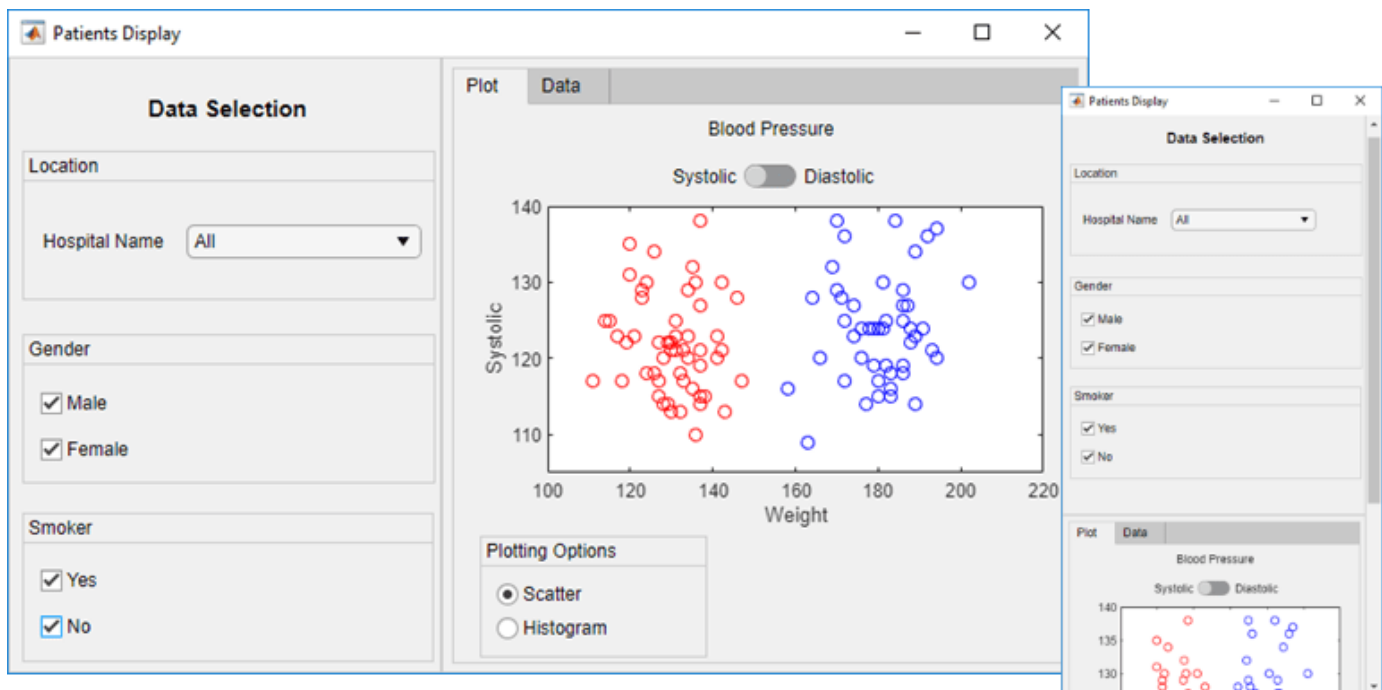 Patients Display
Data Selection
Location
Hospital Name All
Gender
Male
Female
Smoker
Yes
No
Plot Data
Blood Pressure
Systolic Diastolic
140
130
120
110
Systolic
100 120 140 160 180 200 220
Weight
Plotting Options
Scatter
Histogram
Patients Display
Data Selection
Location
Hospital Name All
Gender
Male
Female
Smoker
Yes
No
Plot Data
Blood Pressure
Systolic Diastolic
140
135
130